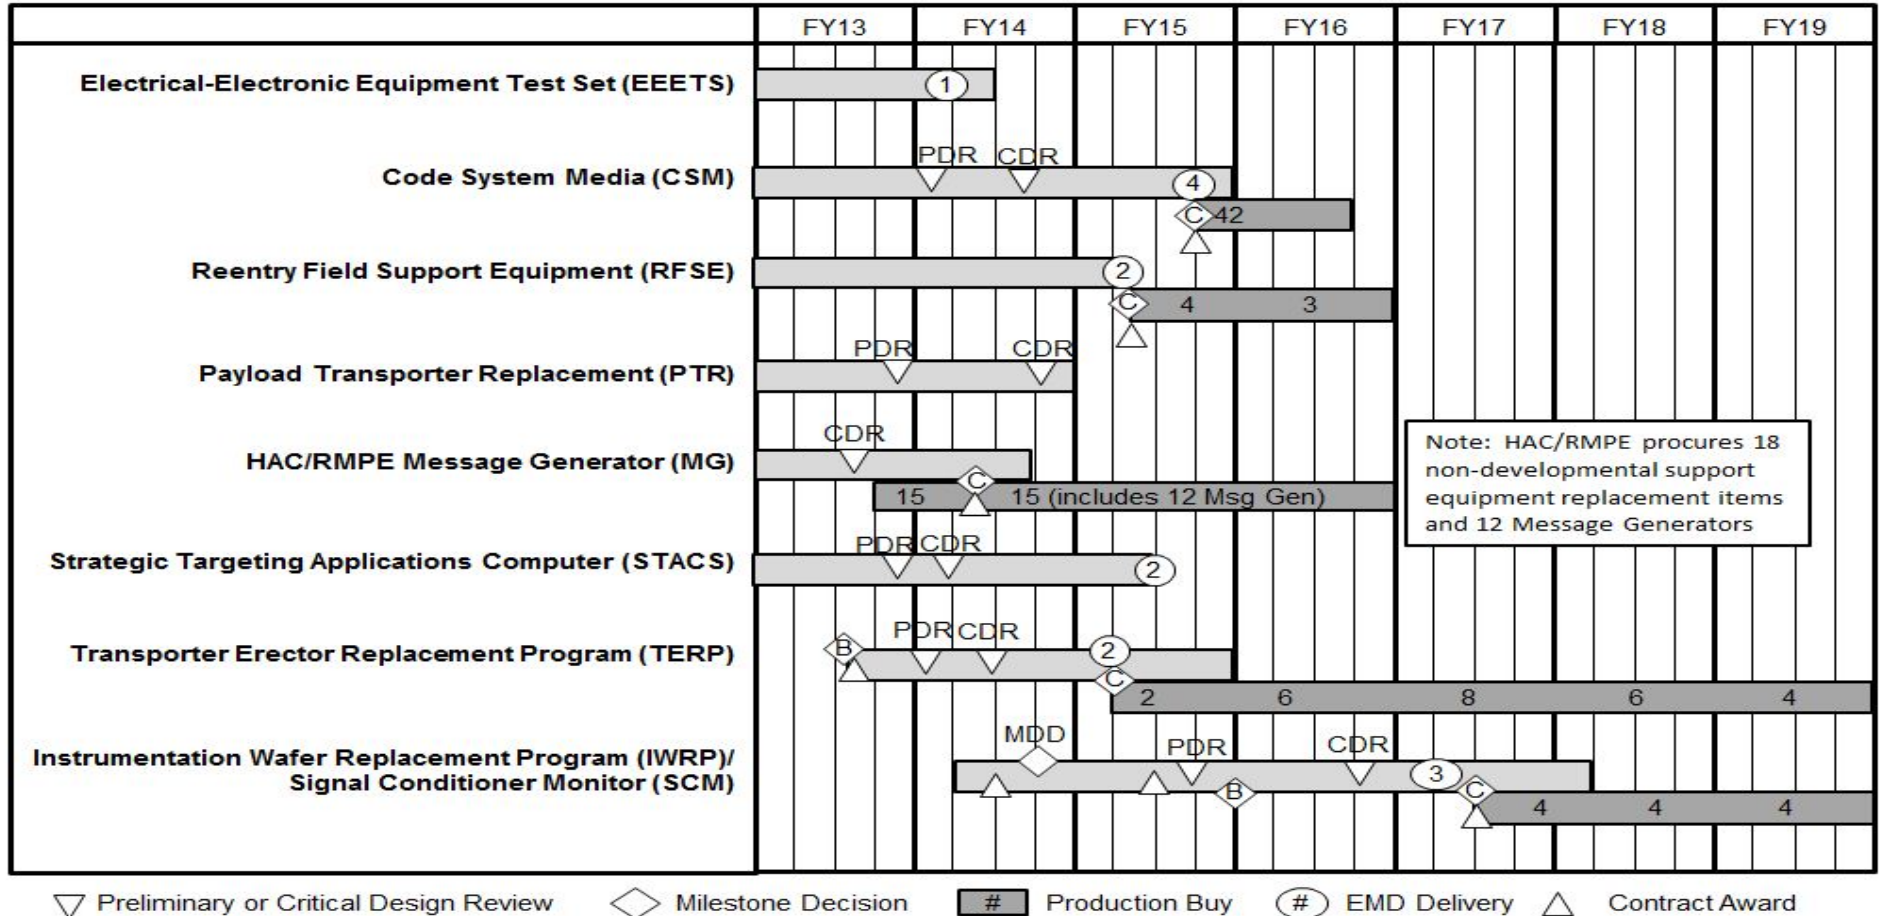 FY13 FY14 FY15 FY16 FY17 FY18 FY19
Electrical-Electronic Equipment Test Set (EEETS)
1
PDR CDR
Code System Media (CSM)
4
C 42
Reentry Field Support Equipment (RFSE)
2
C 4 3
PDR CDR
Payload Transporter Replacement (PTR)
CDR
HAC/RMPE Message Generator (MG)
C
15 15 (includes 12 Msg Gen)
Note: HAC/RMPE procures 18
non-developmental support
equipment replacement items
and 12 Message Generators
PDR CDR
Strategic Targeting Applications Computer (STACS)
2
PDR CDR
B
Transporter Erector Replacement Program (TERP)
2
C
2 6 8 6 4
MDD PDR CDR
Instrumentation Wafer Replacement Program (IWRP)/
Signal Conditioner Monitor (SCM)
3
B C
4 4 4
Preliminary or Critical Design Review Milestone Decision # Production Buy # EMD Delivery Contract Award